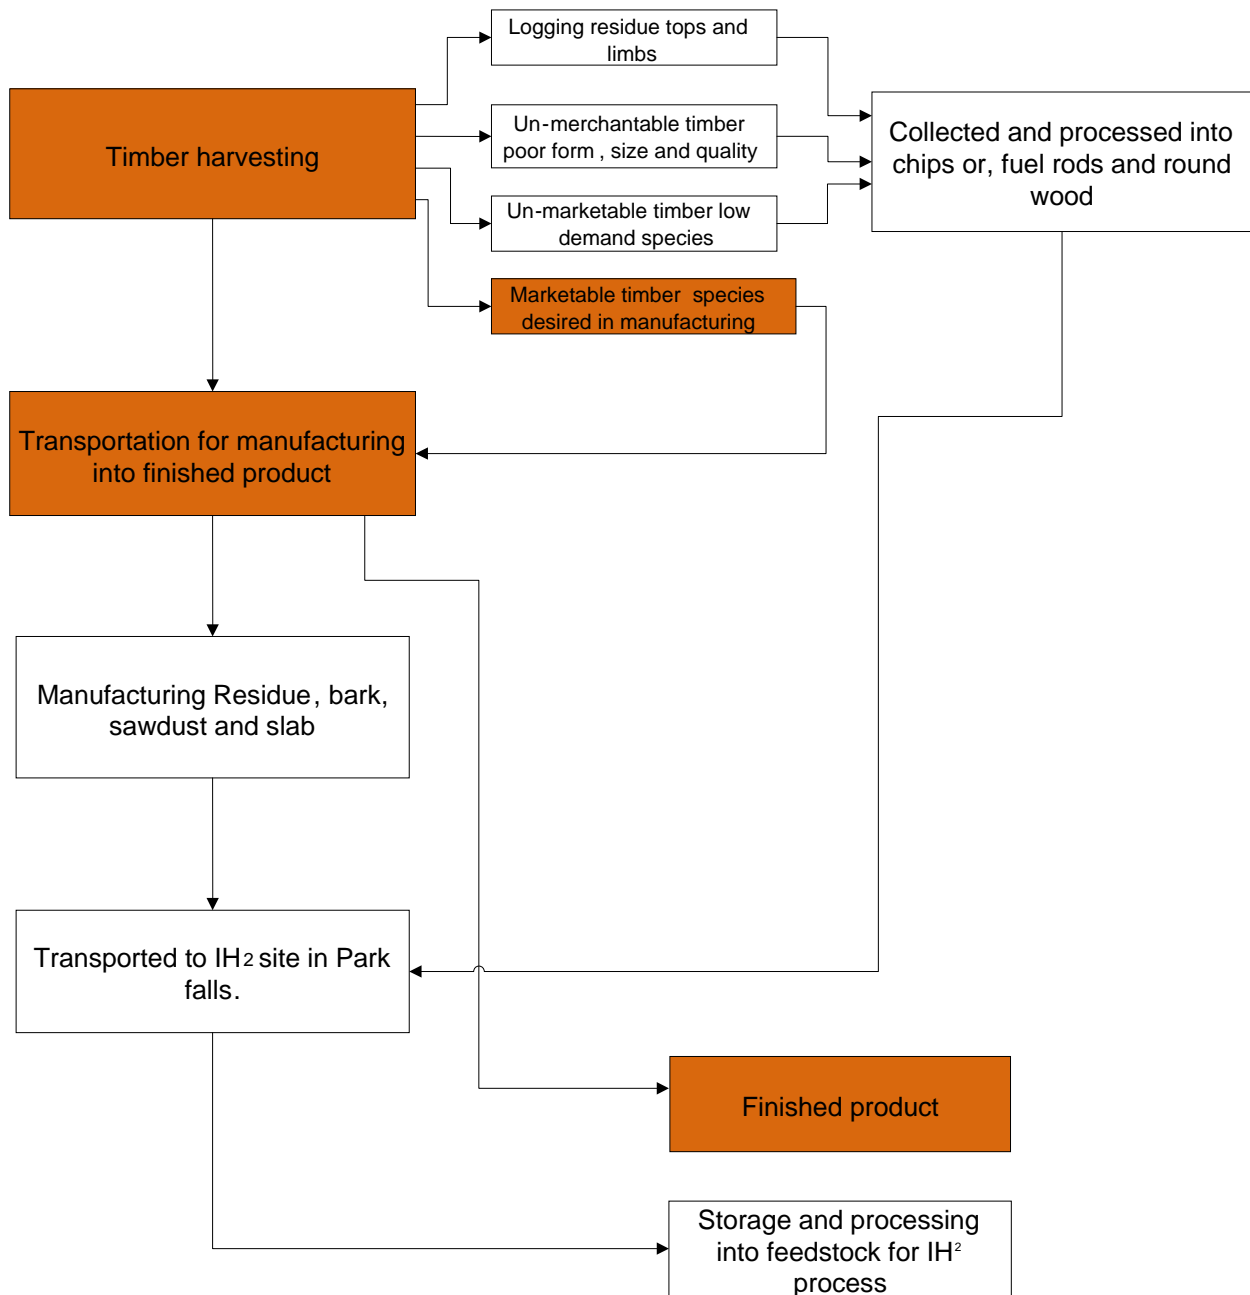 Logging residue tops and
limbs
Timber harvesting
Un-merchantable timber
poor form , size and quality
Collected and processed into
chips or, fuel rods and round
wood
Un-marketable timber low
demand species
Marketable timber species
desired in manufacturing
Transportation for manufacturing
into finished product
Manufacturing Residue, bark,
sawdust and slab
Transported to IH2 site in Park
falls.
Finished product
Storage and processing
into feedstock for IH²
process